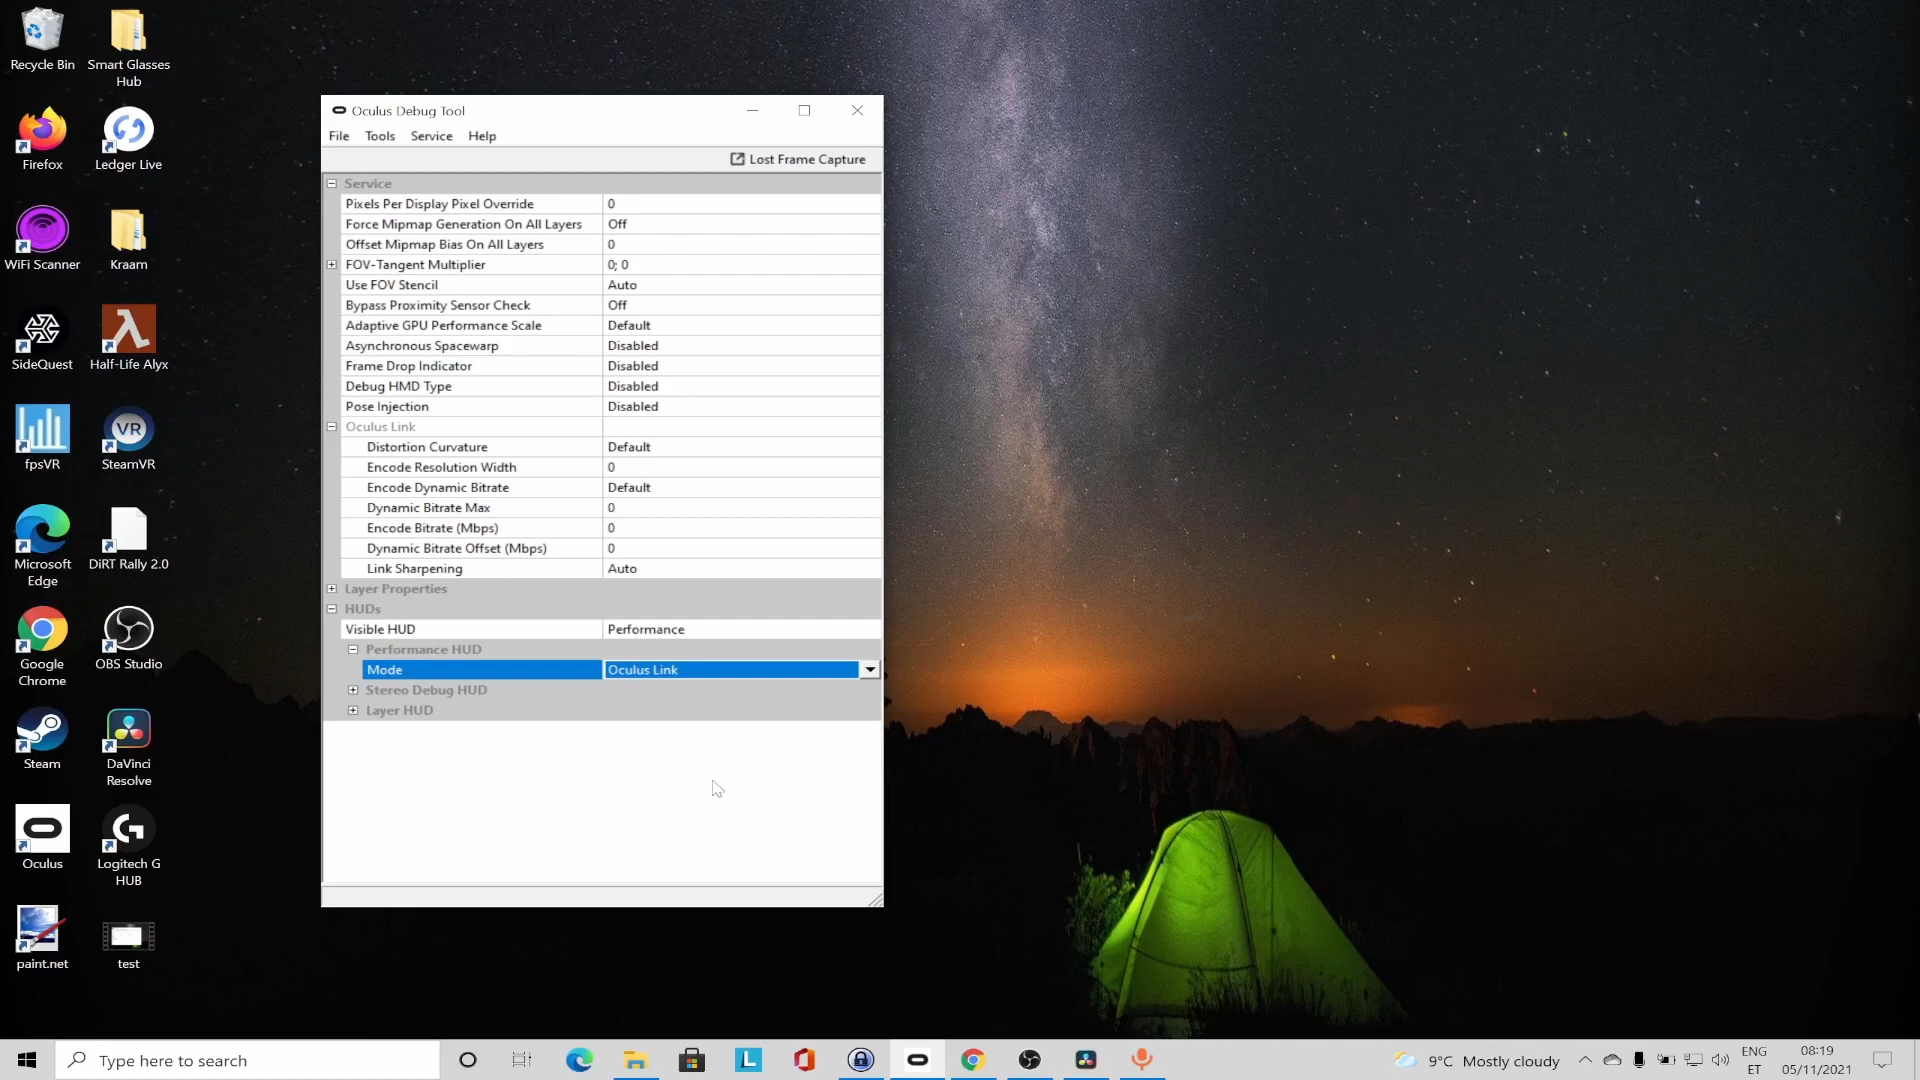 Recycle Bin
Smart Glasses
Hub
Firefox
Ledger Live
WiFi Scanner
Kraam
SideQuest
Half-Life Alyx
fpsVR
VR
SteamVR
Microsoft
Edge
DiRT Rally 2.0
Google
Chrome
OBS Studio
Steam
DaVinci
Resolve
Oculus
Logitech G
HUB
paint.net
test
Oculus Debug Tool
File Tools Service Help
Lost Frame Capture
Service
Pixels Per Display Pixel Override 0
Force Mipmap Generation On All Layers Off
Offset Mipmap Bias On All Layers 0
FOV-Tangent Multiplier 0; 0
Use FOV Stencil Auto
Bypass Proximity Sensor Check Off
Adaptive GPU Performance Scale Default
Asynchronous Spacewarp Disabled
Frame Drop Indicator Disabled
Debug HMD Type Disabled
Pose Injection Disabled
Oculus Link
Distortion Curvature Default
Encode Resolution Width 0
Encode Dynamic Bitrate Default
Dynamic Bitrate Max 0
Encode Bitrate (Mbps) 0
Dynamic Bitrate Offset (Mbps) 0
Link Sharpening Auto
Layer Properties
HUDs
Visible HUD Performance
Performance HUD
Mode Oculus Link
Stereo Debug HUD
Layer HUD
Type here to search
L
9°C Mostly cloudy
ENG
ET
08:19
05/11/2021